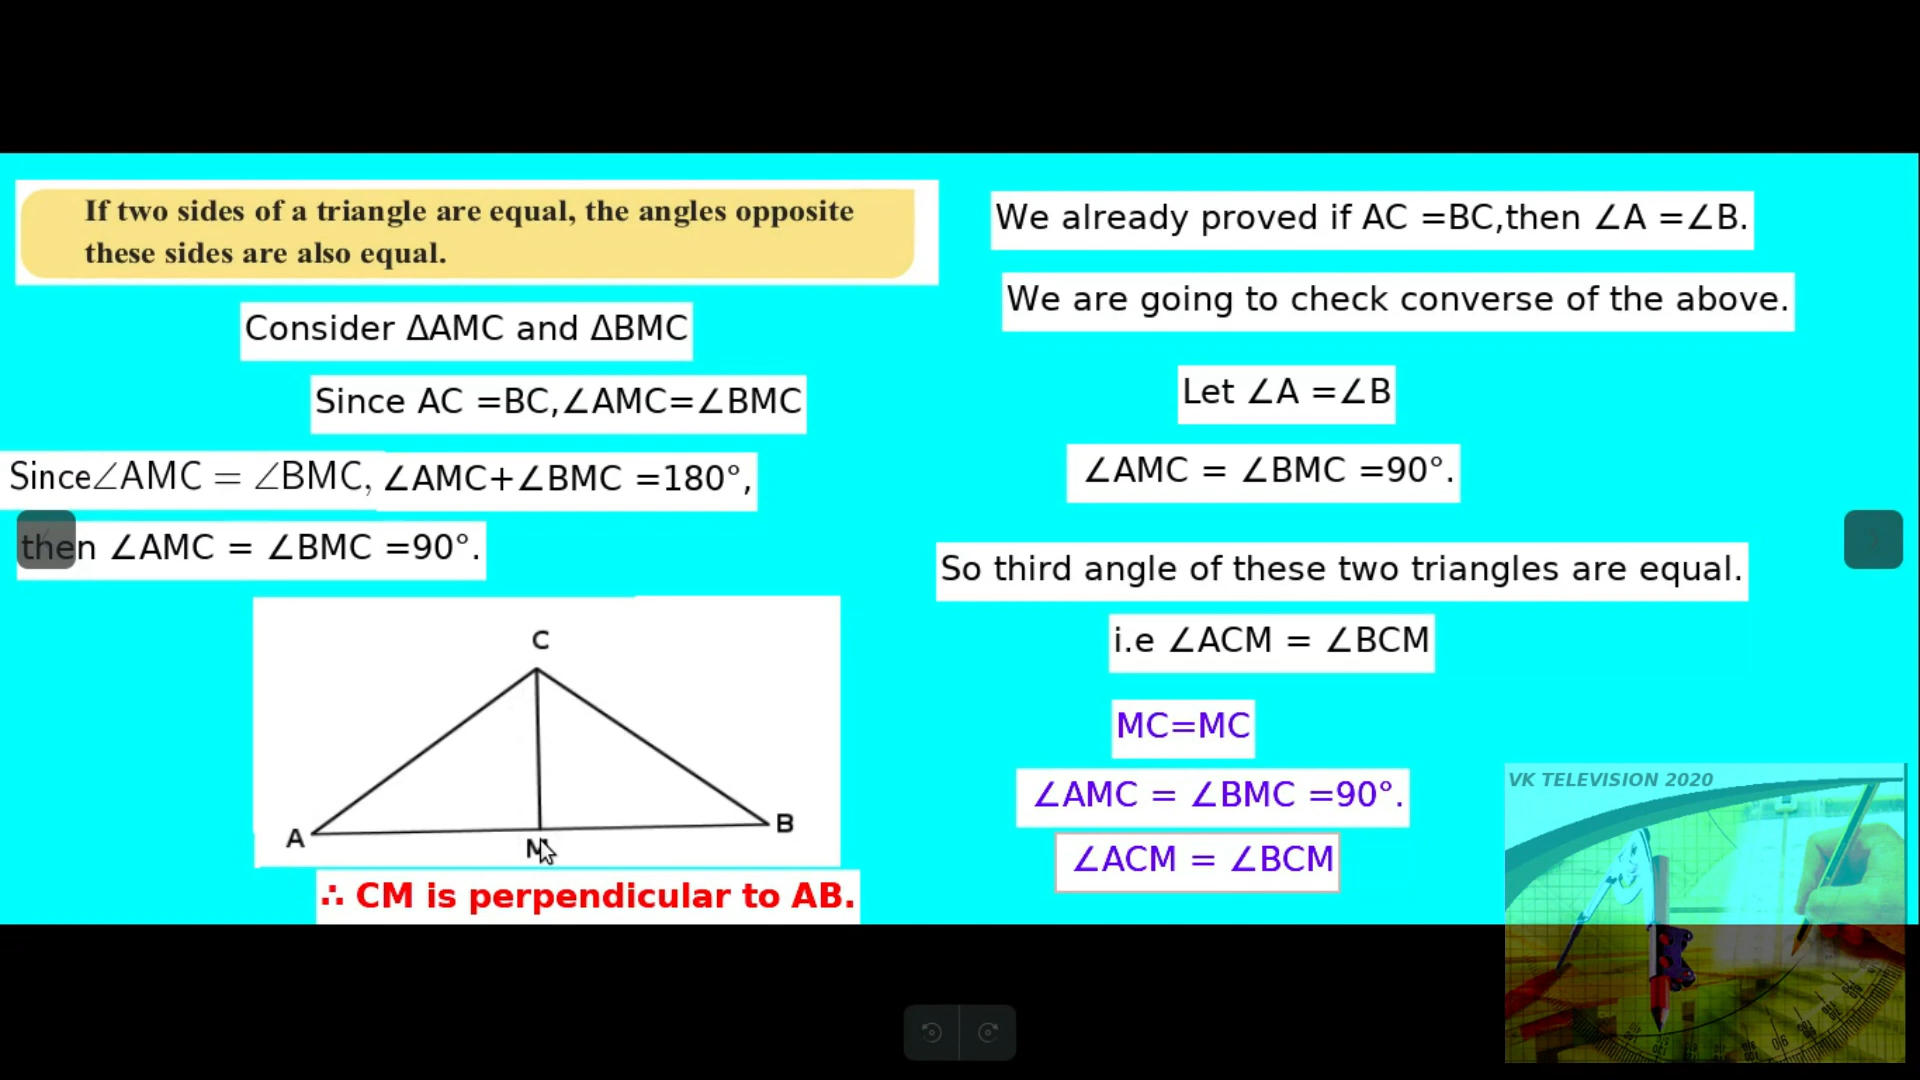 If two sides of a triangle are equal, the angles opposite
these sides are also equal.
Consider ΔAMC and ΔBMC
Since AC =BC,∠AMC=∠BMC
Since∠AMC = ∠BMC, ∠AMC+∠BMC =180°,
then ∠AMC = ∠BMC =90°.
C
A
B
M
∴ CM is perpendicular to AB.
We already proved if AC =BC,then ∠A =∠B.
We are going to check converse of the above.
Let ∠A =∠B
∠AMC = ∠BMC =90°.
So third angle of these two triangles are equal.
i.e ∠ACM = ∠BCM
MC=MC
∠AMC = ∠BMC =90°.
∠ACM = ∠BCM
VK TELEVISION 2020